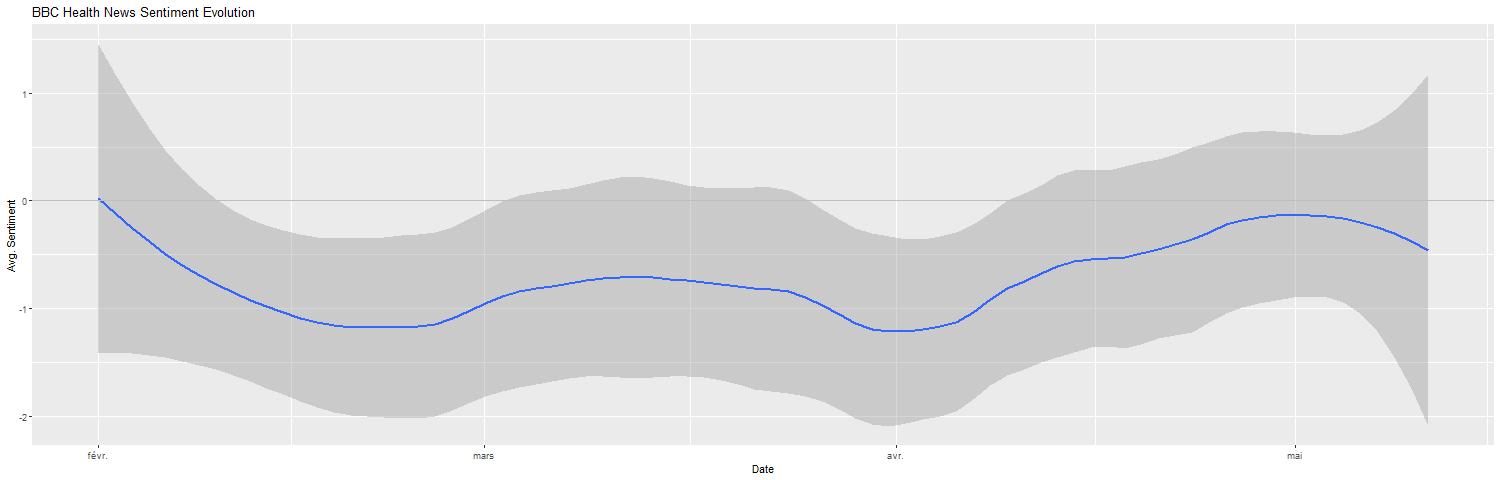 BBC Health News Sentiment Evolution
Avg. Sentiment
1
0
-1
-2
févr.
mars
avr.
mai
Date